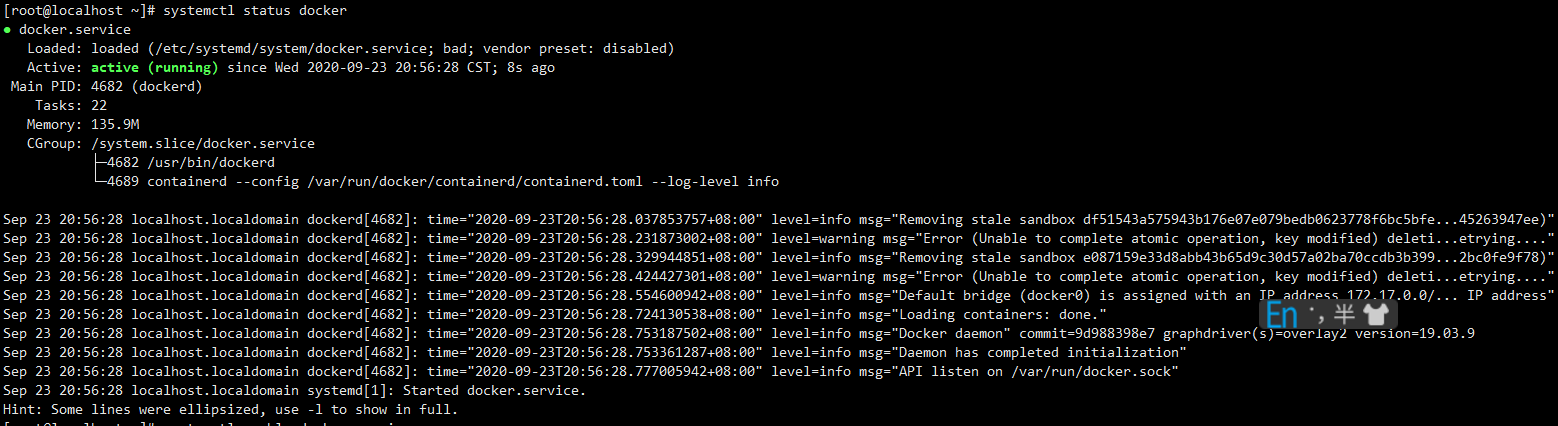 [root@localhost ~]# systemctl status docker
● docker.service
Loaded: loaded (/etc/systemd/system/docker.service; bad; vendor preset: disabled)
Active: active (running) since Wed 2020-09-23 20:56:28 CST; 8s ago
Main PID: 4682 (dockerd)
Tasks: 22
Memory: 135.9M
CGroup: /system.slice/docker.service
├─4682 /usr/bin/dockerd
└─4689 containerd --config /var/run/docker/containerd/containerd.toml --log-level info
Sep 23 20:56:28 localhost.localdomain dockerd[4682]: time="2020-09-23T20:56:28.037853757+08:00" level=info msg="Removing stale sandbox df51543a575943b176e07e079bedb0623778f6bc5bfe...45263947ee)"
Sep 23 20:56:28 localhost.localdomain dockerd[4682]: time="2020-09-23T20:56:28.231873002+08:00" level=warning msg="Error (Unable to complete atomic operation, key modified) deleti...etrying...."
Sep 23 20:56:28 localhost.localdomain dockerd[4682]: time="2020-09-23T20:56:28.329944851+08:00" level=info msg="Removing stale sandbox e087159e33d8abb43b65d9c30d57a02ba70ccdb3b399...2bc0fe9f78)"
Sep 23 20:56:28 localhost.localdomain dockerd[4682]: time="2020-09-23T20:56:28.424427301+08:00" level=warning msg="Error (Unable to complete atomic operation, key modified) deleti...etrying...."
Sep 23 20:56:28 localhost.localdomain dockerd[4682]: time="2020-09-23T20:56:28.554600942+08:00" level=info msg="Default bridge (docker0) is assigned with an IP address 172.17.0.0/... IP address"
Sep 23 20:56:28 localhost.localdomain dockerd[4682]: time="2020-09-23T20:56:28.724130538+08:00" level=info msg="Loading containers: done."
En ·, 半
Sep 23 20:56:28 localhost.localdomain dockerd[4682]: time="2020-09-23T20:56:28.753187502+08:00" level=info msg="Docker daemon" commit=9d988398e7 graphdriver(s)=overlay2 version=19.03.9
Sep 23 20:56:28 localhost.localdomain dockerd[4682]: time="2020-09-23T20:56:28.753361287+08:00" level=info msg="Daemon has completed initialization"
Sep 23 20:56:28 localhost.localdomain dockerd[4682]: time="2020-09-23T20:56:28.777005942+08:00" level=info msg="API listen on /var/run/docker.sock"
Sep 23 20:56:28 localhost.localdomain systemd[1]: Started docker.service.
Hint: Some lines were ellipsized, use -l to show in full.